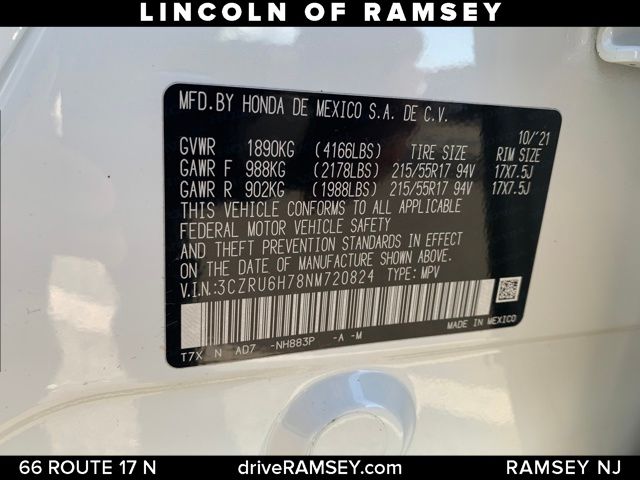 LINCOLN OF RAMSEY
MFD.BY HONDA DE MEXICO S.A. DE C.V.
10/'21
GVWR 1890KG (4166LBS) TIRE SIZE RIM SIZE
GAWR F 988KG (2178LBS) 215/55R17 94V 17X7.5J
GAWR R 902KG (1988LBS) 215/55R17 94V 17X7.5J
THIS VEHICLE CONFORMS TO ALL APPLICABLE
FEDERAL MOTOR VEHICLE SAFETY
AND THEFT PREVENTION STANDARDS IN EFFECT
ON THE DATE OF MANUFACTURE SHOWN ABOVE.
V.I.N:3CZRU6H78NM720824 TYPE: MPV
T7X N AD7 -NH883P -A -M MADE IN MEXICO
66 ROUTE 17 N driveRAMSEY.com RAMSEY NJ